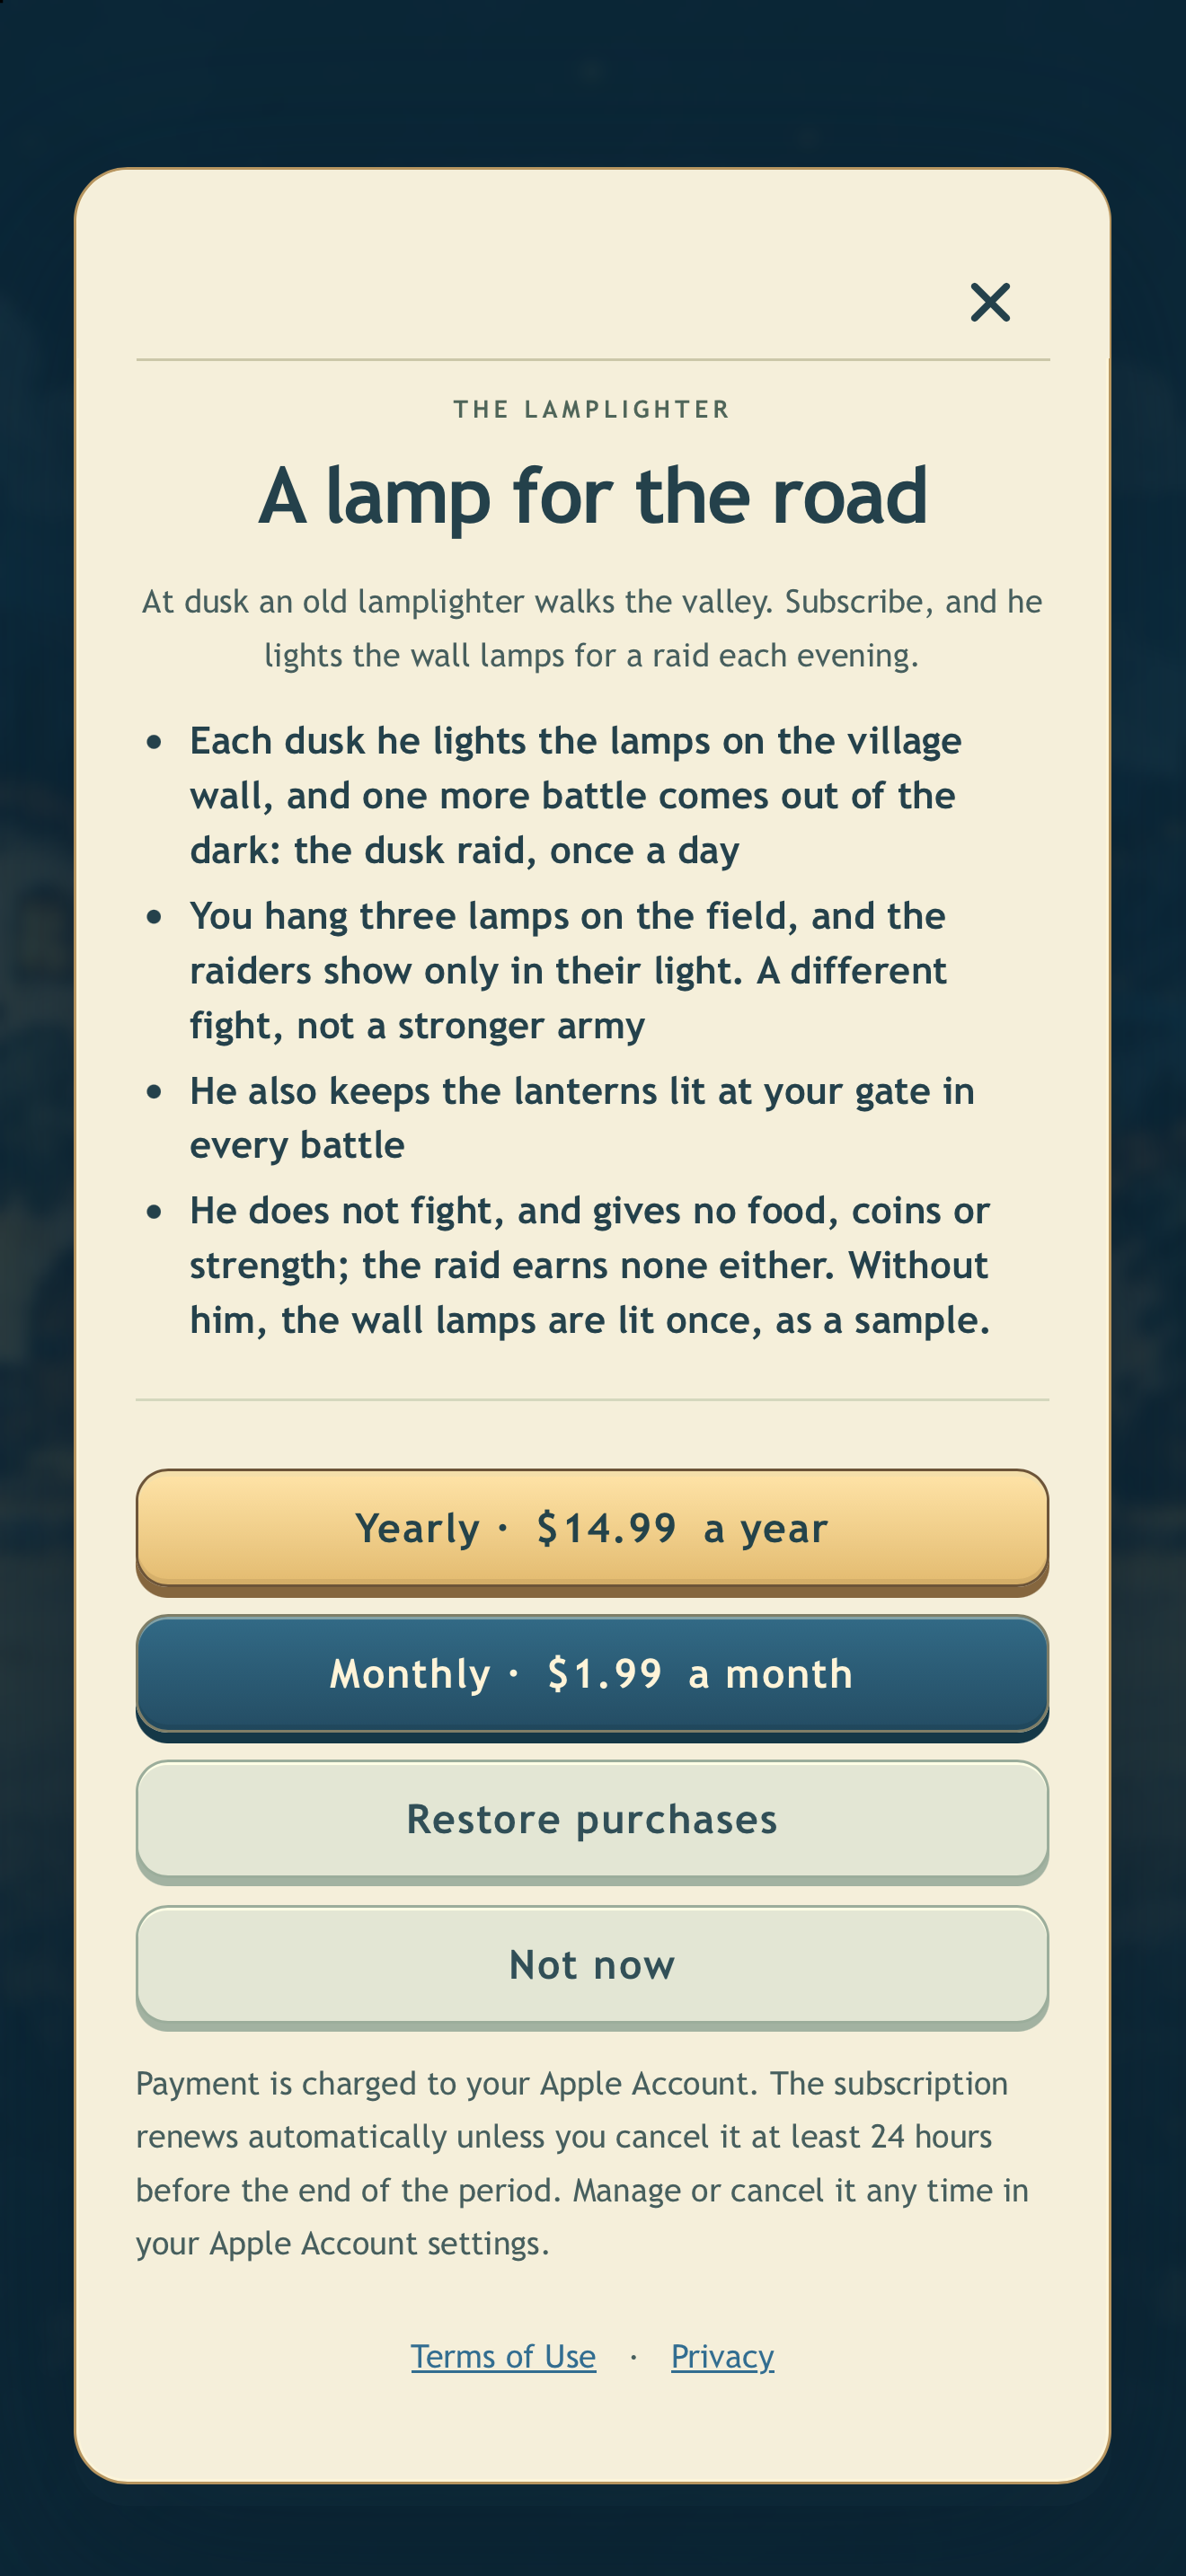 THE LAMPLIGHTER
A lamp for the road
At dusk an old lamplighter walks the valley. Subscribe, and he
lights the wall lamps for a raid each evening.
• Each dusk he lights the lamps on the village
wall, and one more battle comes out of the
dark: the dusk raid, once a day
• You hang three lamps on the field, and the
raiders show only in their light. A different
fight, not a stronger army
• He also keeps the lanterns lit at your gate in
every battle
• He does not fight, and gives no food, coins or
strength; the raid earns none either. Without
him, the wall lamps are lit once, as a sample.
Yearly · $14.99 a year
Monthly · $1.99 a month
Restore purchases
Not now
Payment is charged to your Apple Account. The subscription
renews automatically unless you cancel it at least 24 hours
before the end of the period. Manage or cancel it any time in
your Apple Account settings.
Terms of Use · Privacy